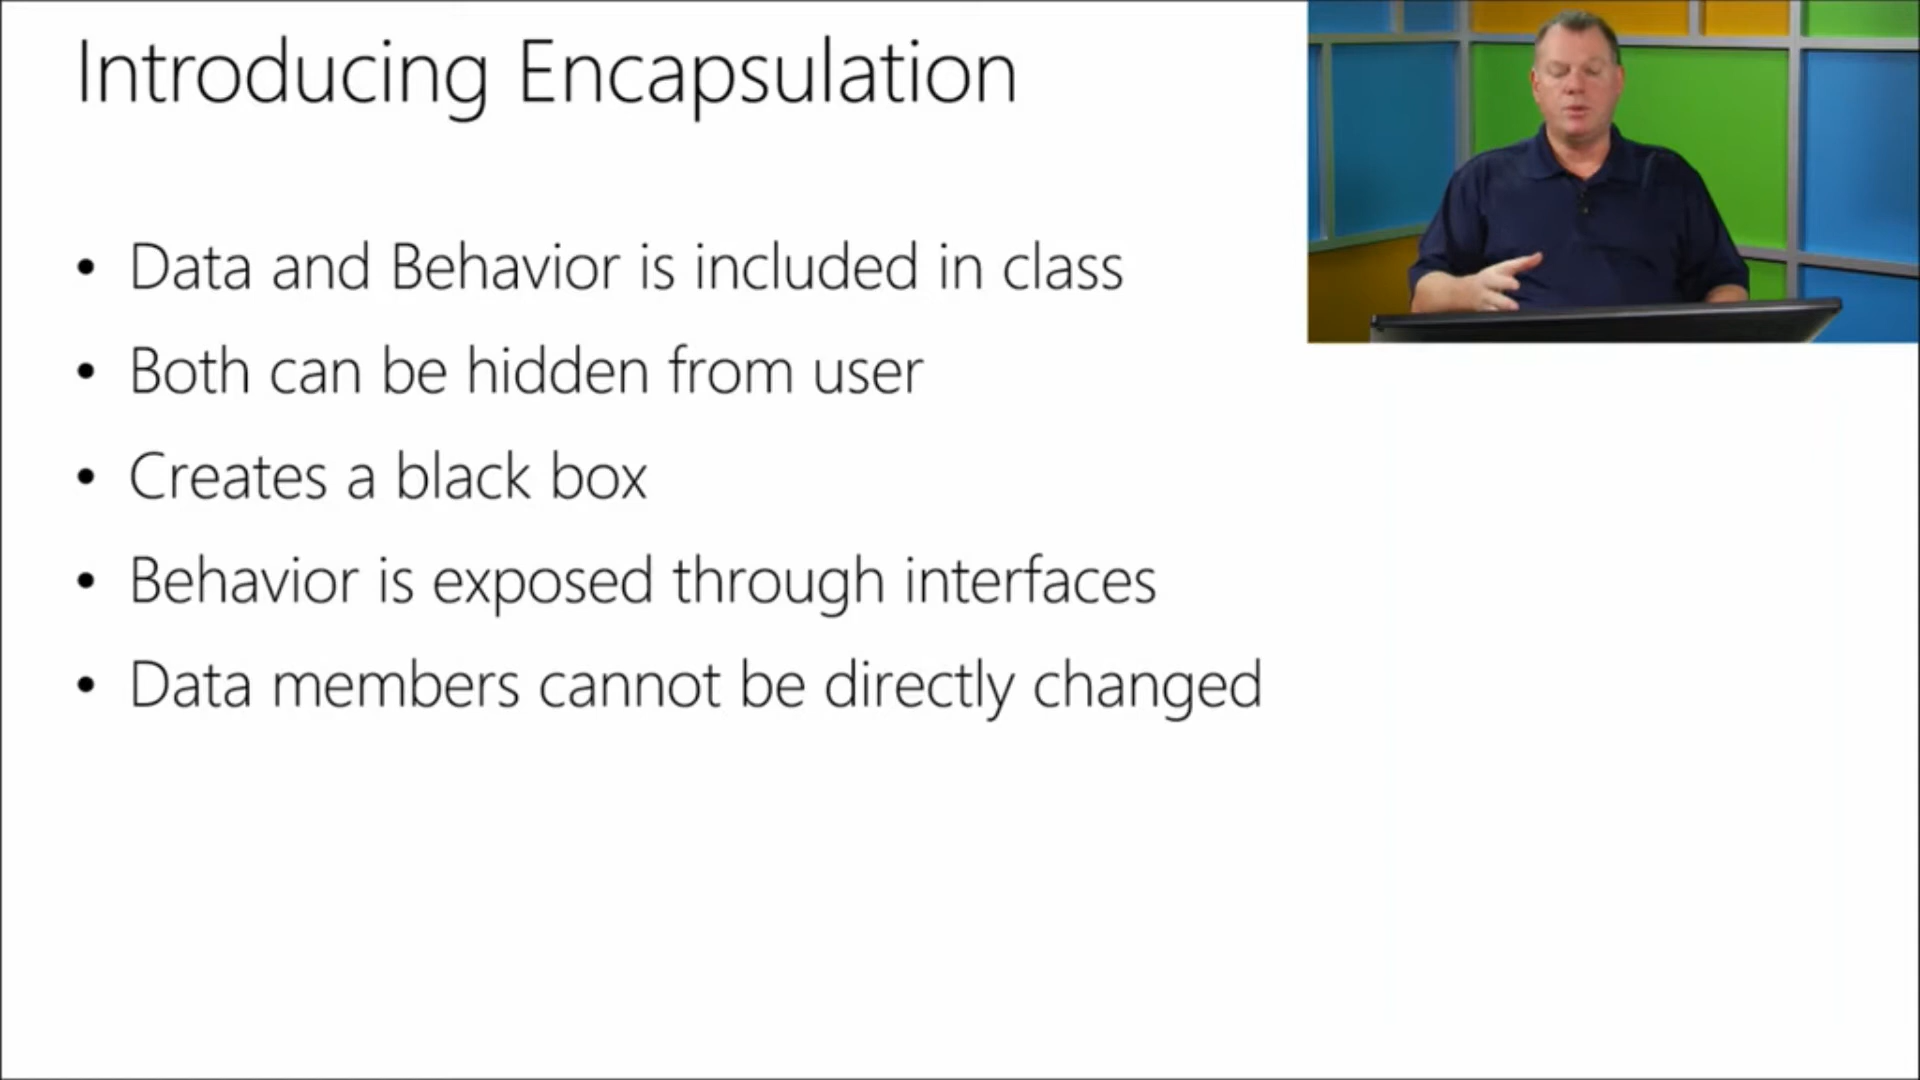 Introducing Encapsulation
• Data and Behavior is included in class
• Both can be hidden from user
• Creates a black box
• Behavior is exposed through interfaces
• Data members cannot be directly changed